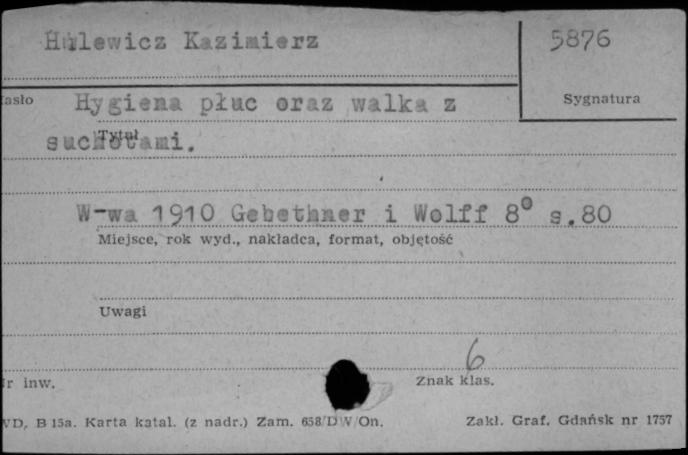 Hulewicz Kazimierz 5876
asło Hygiena płuc oraz walka z Sygnatura
Tytuł
suchotami.
W-wa 1910 Gebethner i Wolff 8° s.80
Miejsce, rok wyd., nakładca, format, objętość
Uwagi
6
r inw. Znak klas.
WD, B 15a. Karta katal. (z nadr.) Zam. 658/DW/On. Zakł. Graf. Gdańsk nr 1757